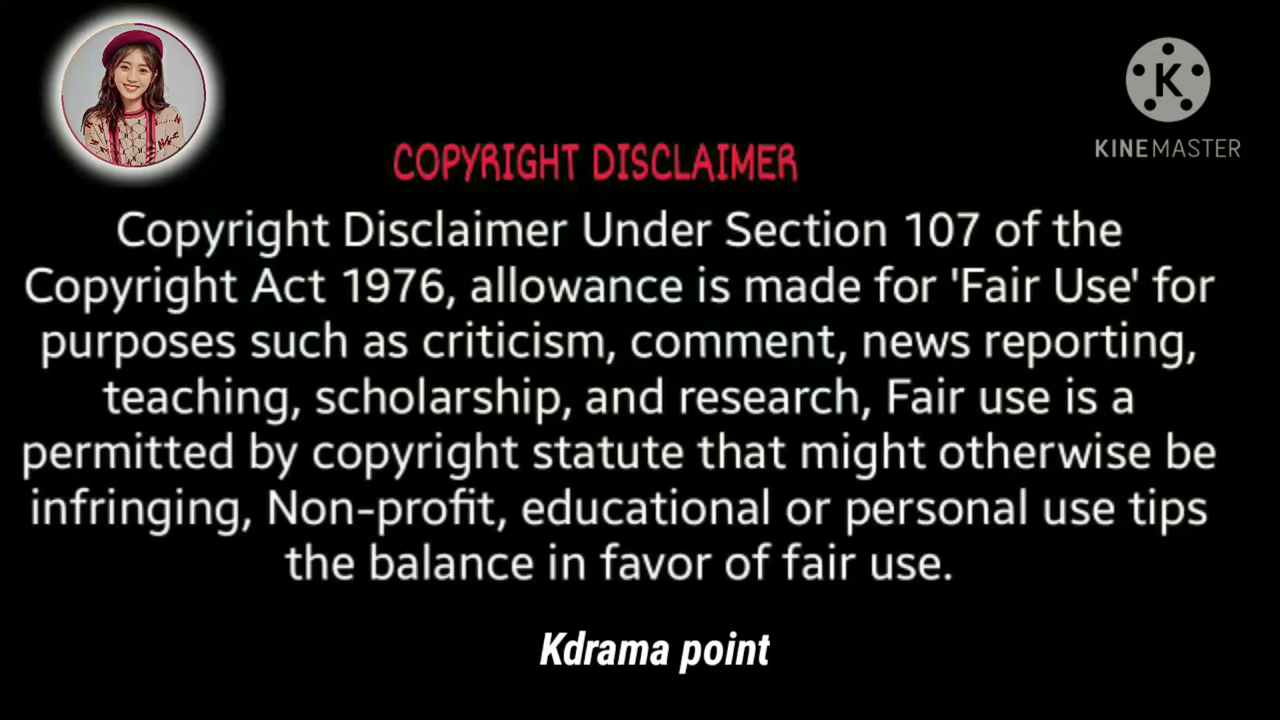 K
KINEMASTER
COPYRIGHT DISCLAIMER
Copyright Disclaimer Under Section 107 of the
Copyright Act 1976, allowance is made for 'Fair Use' for
purposes such as criticism, comment, news reporting,
teaching, scholarship, and research, Fair use is a
permitted by copyright statute that might otherwise be
infringing, Non-profit, educational or personal use tips
the balance in favor of fair use.
Kdrama point